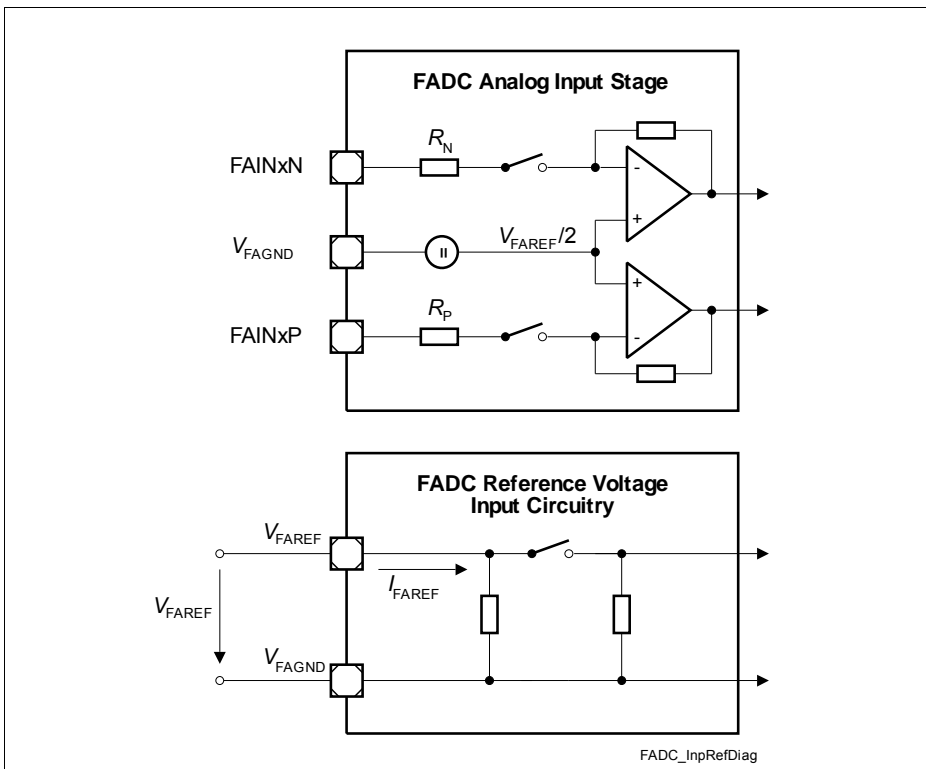 FADC Analog Input Stage
R_N
FAINxN
-
+
V_FAGND
=
V_FAREF/2
+
R_P
FAINxP
-
FADC Reference Voltage
Input Circuitry
V_FAREF
I_FAREF
V_FAREF
V_FAGND
FADC_InpRefDiag